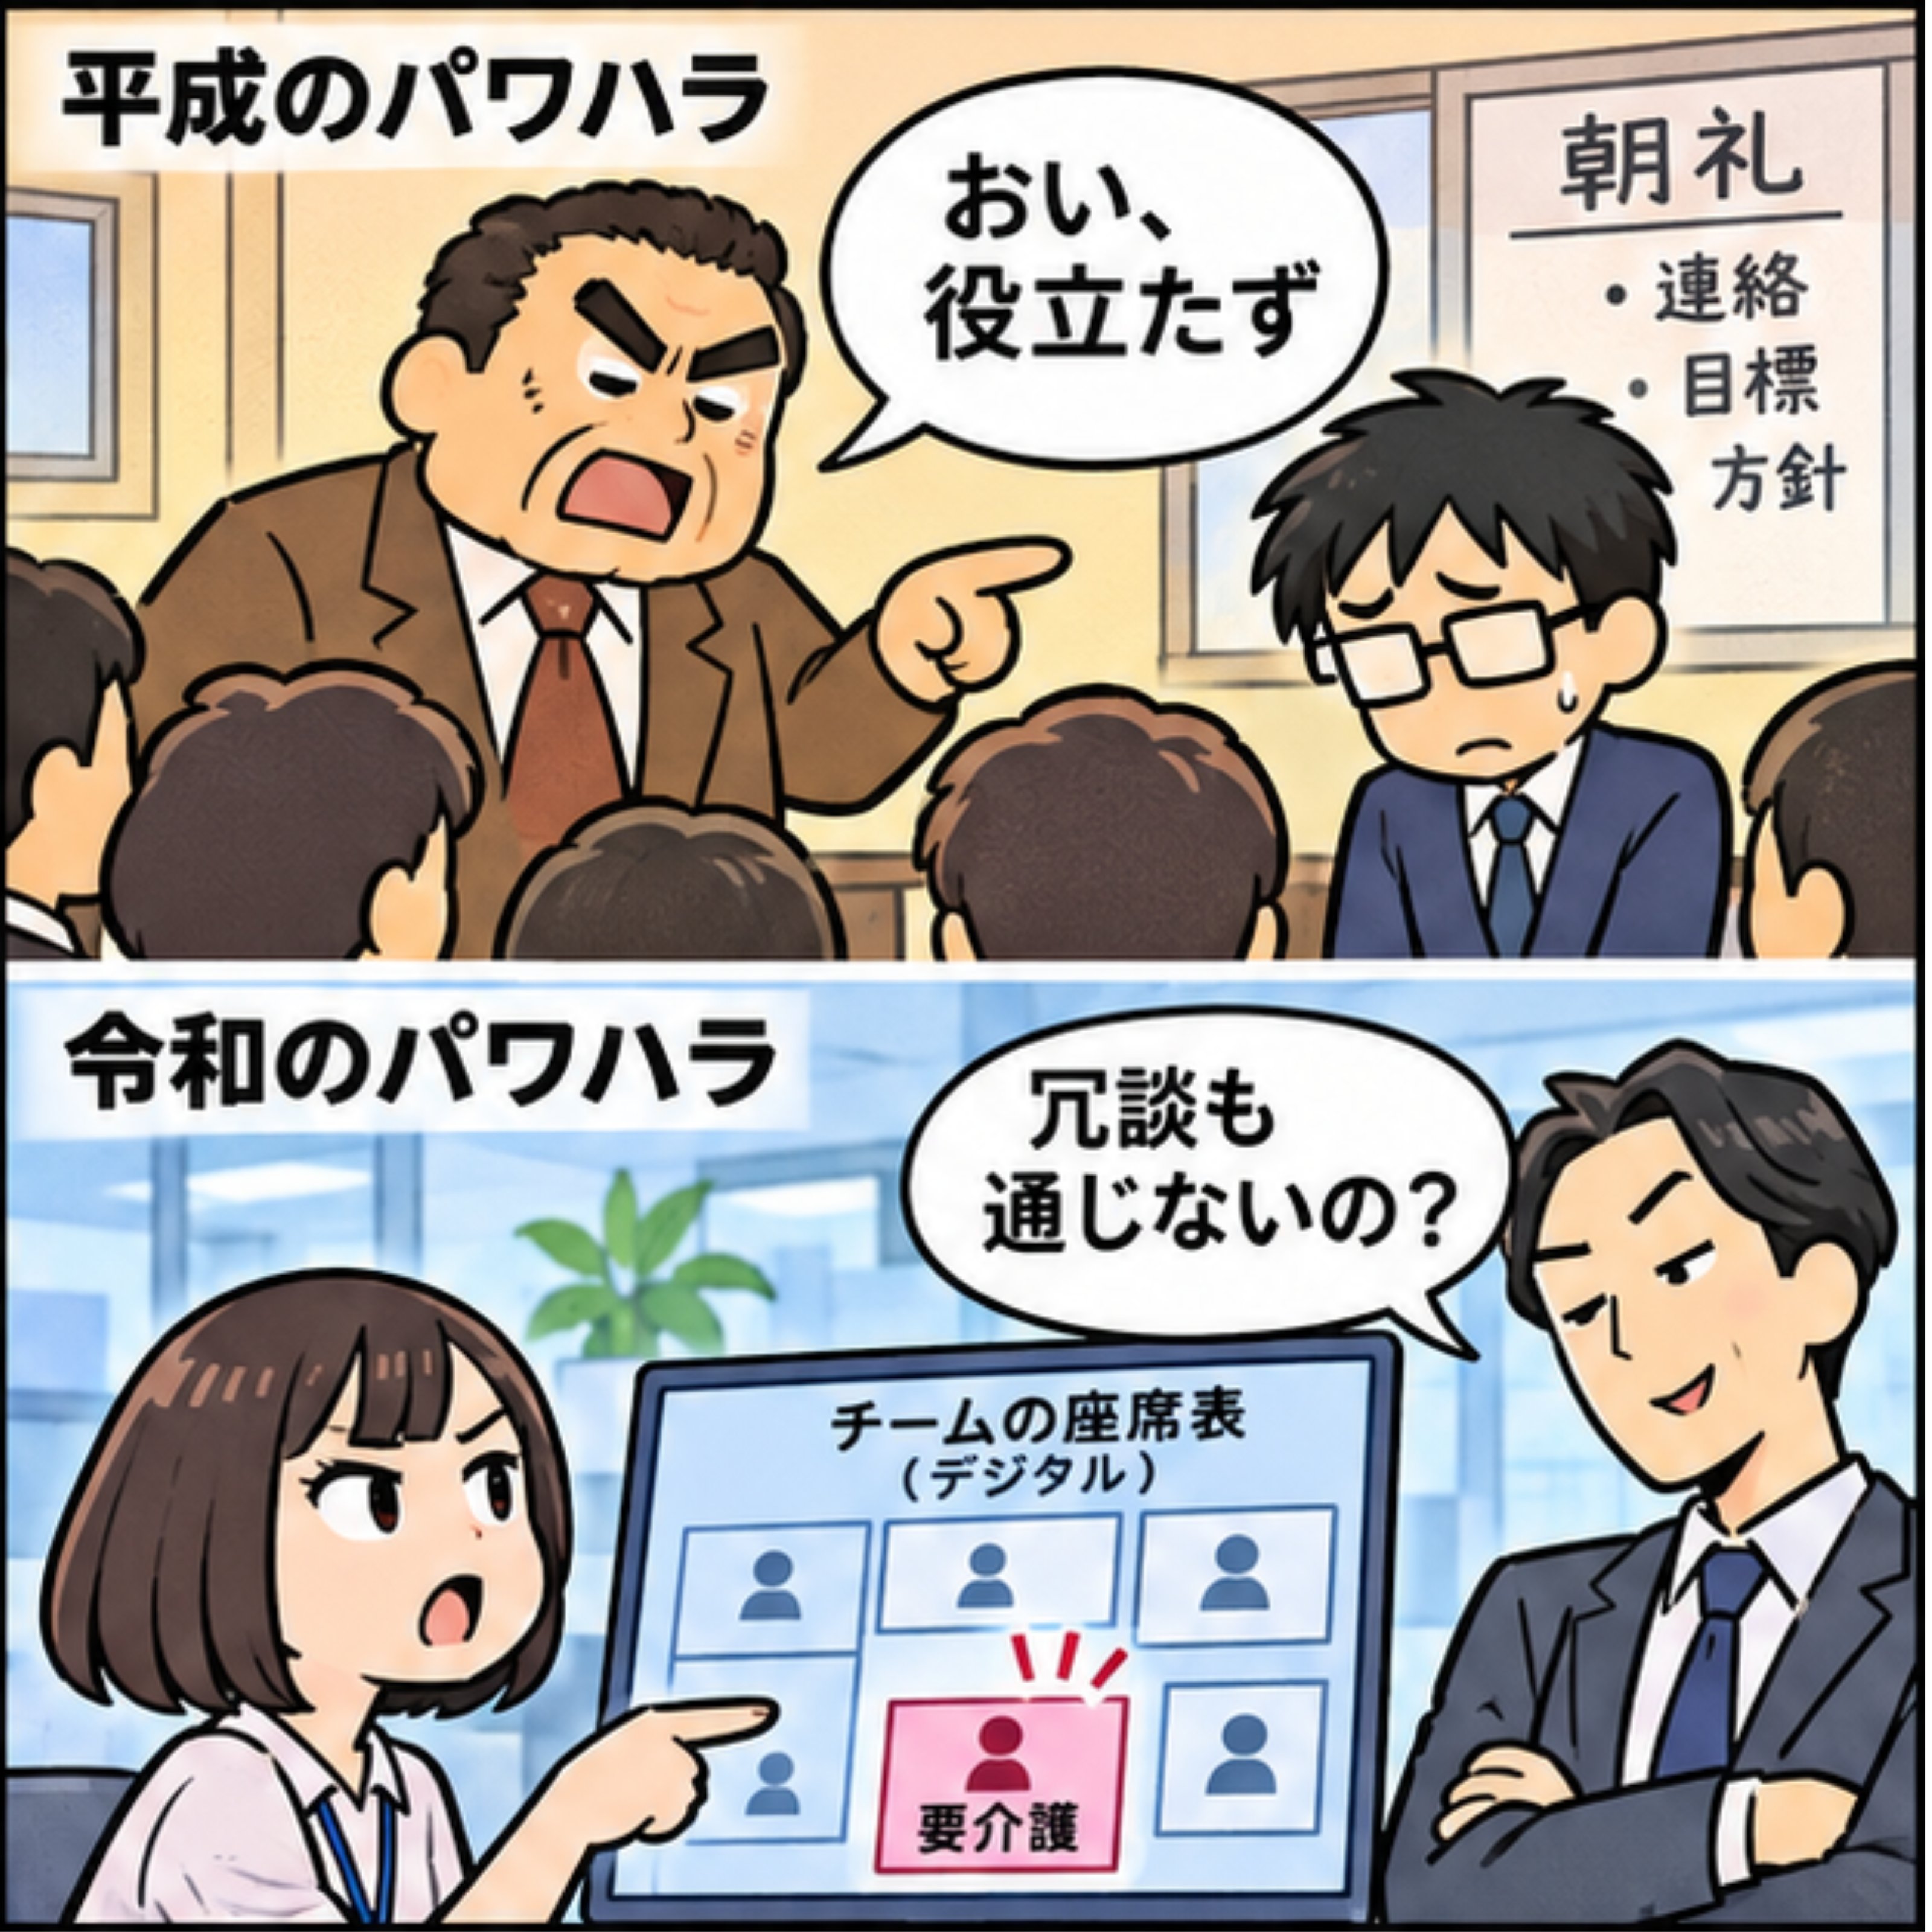 平成のパワハラ
おい、
役立たず
朝礼
・連絡
・目標
方針
令和のパワハラ
冗談も
通じないの？
チームの座席表
（デジタル）
要介護